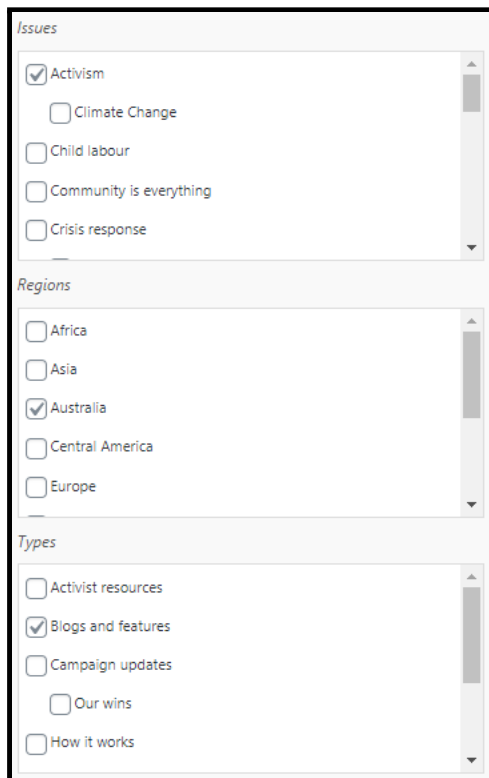 Issues
Activism
Climate Change
Child labour
Community is everything
Crisis response
Regions
Africa
Asia
Australia
Central America
Europe
Types
Activist resources
Blogs and features
Campaign updates
Our wins
How it works